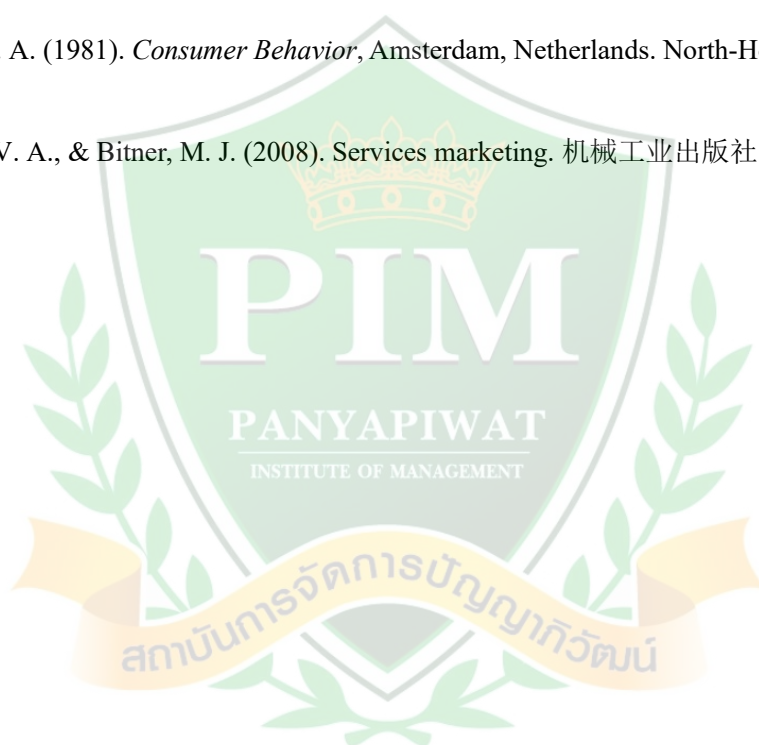 . A. (1981). Consumer Behavior, Amsterdam, Netherlands. North-H
V. A., & Bitner, M. J. (2008). Services marketing. 机械工业出版社
PIM
PANYAPIWAT
INSTITUTE OF MANAGEMENT
สถาบันการจัดการปัญญาภิวัฒน์